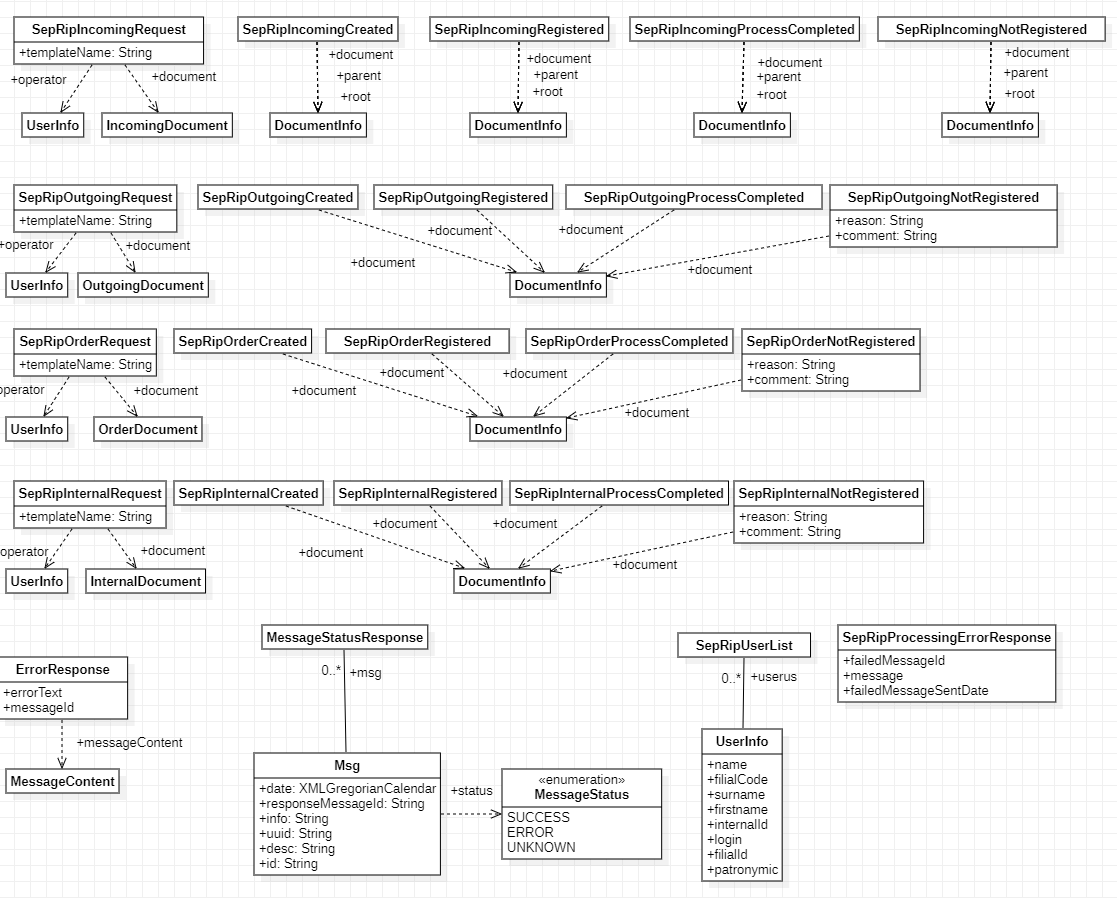 SepRipIncomingRequest
+templateName: String
+operator
+document
UserInfo
IncomingDocument
SepRipIncomingCreated
+document
+parent
+root
DocumentInfo
SepRipIncomingRegistered
+document
+parent
+root
DocumentInfo
SepRipIncomingProcessCompleted
+document
+parent
+root
DocumentInfo
SepRipIncomingNotRegistered
+document
+parent
+root
DocumentInfo
SepRipOutgoingRequest
+templateName: String
+operator
+document
UserInfo
OutgoingDocument
SepRipOutgoingCreated
+document
SepRipOutgoingRegistered
+document
SepRipOutgoingProcessCompleted
+document
SepRipOutgoingNotRegistered
+reason: String
+comment: String
+document
DocumentInfo
SepRipOrderRequest
+templateName: String
operator
+document
UserInfo
OrderDocument
SepRipOrderCreated
+document
SepRipOrderRegistered
+document
SepRipOrderProcessCompleted
+document
SepRipOrderNotRegistered
+reason: String
+comment: String
+document
DocumentInfo
SepRipInternalRequest
+templateName: String
operator
+document
UserInfo
InternalDocument
SepRipInternalCreated
+document
SepRipInternalRegistered
+document
SepRipInternalProcessCompleted
+document
SepRipInternalNotRegistered
+reason: String
+comment: String
+document
DocumentInfo
ErrorResponse
+errorText
+messageId
+messageContent
MessageContent
MessageStatusResponse
0..*
+msg
Msg
+date: XMLGregorianCalendar
+responseMessageId: String
+info: String
+uuid: String
+desc: String
+id: String
+status
«enumeration»
MessageStatus
SUCCESS
ERROR
UNKNOWN
SepRipUserList
0..*
+userus
UserInfo
+name
+filialCode
+surname
+firstname
+internalId
+login
+filialId
+patronymic
SepRipProcessingErrorResponse
+failedMessageId
+message
+failedMessageSentDate